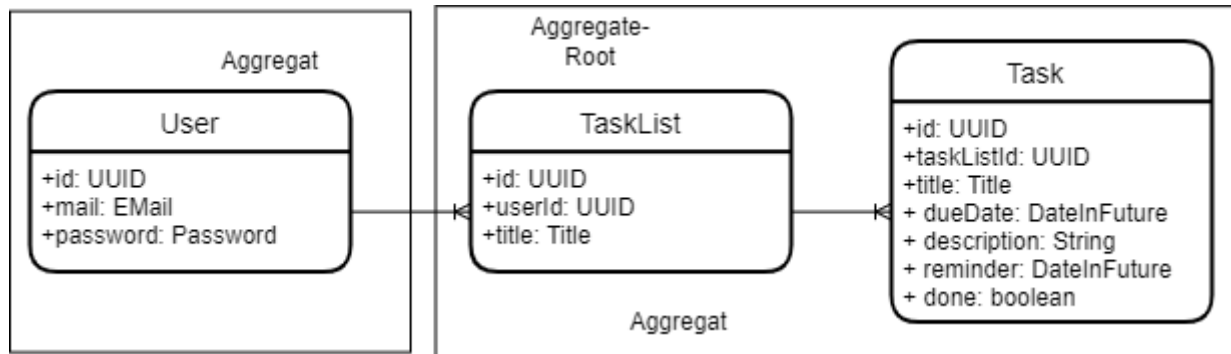 Aggregat
User
+id: UUID
+mail: EMail
+password: Password
Aggregate-
Root
TaskList
+id: UUID
+userId: UUID
+title: Title
Aggregat
Task
+id: UUID
+taskListId: UUID
+title: Title
+ dueDate: DateInFuture
+ description: String
+ reminder: DateInFuture
+ done: boolean